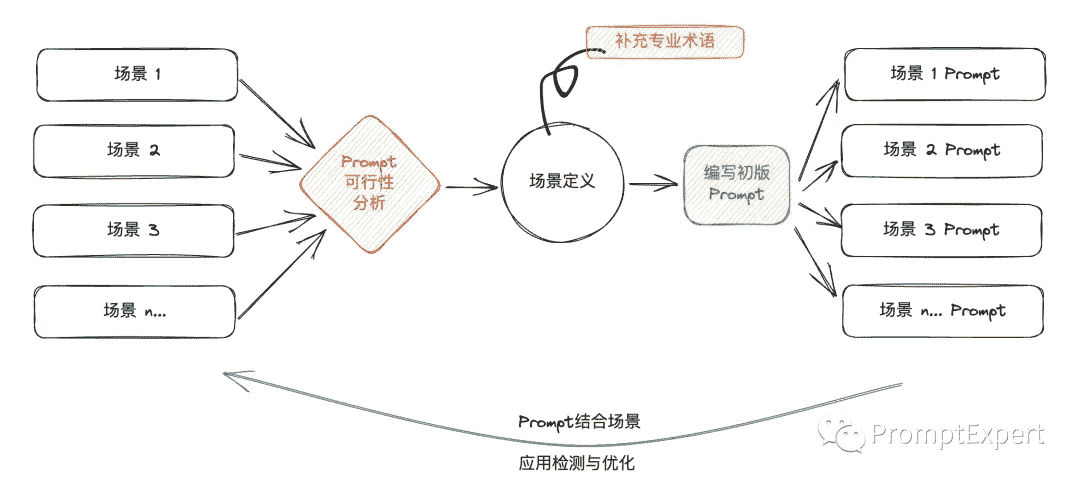 补充专业术语
场景 1
场景 2
场景 3
场景 n...
Prompt
可行性
分析
场景定义
编写初版
Prompt
场景 1 Prompt
场景 2 Prompt
场景 3 Prompt
场景 n... Prompt
Prompt结合场景
应用检测与优化
PromptExpert